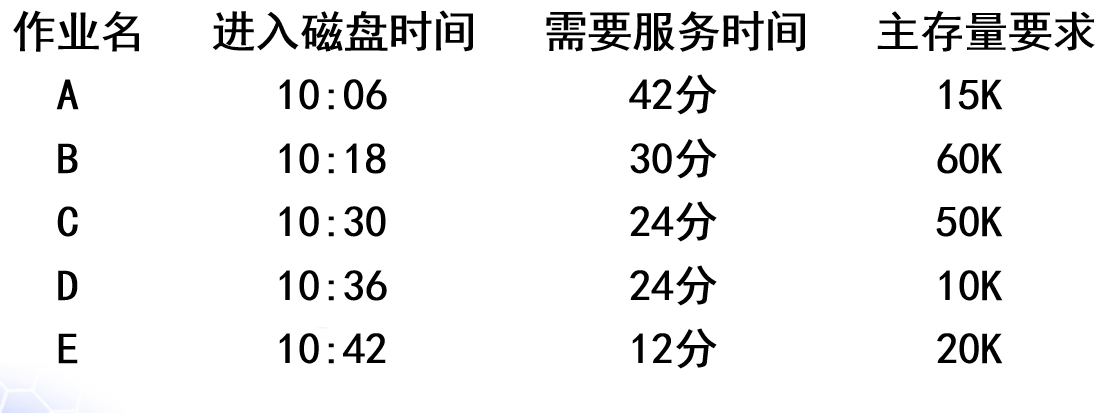 作业名 进入磁盘时间 需要服务时间 主存量要求
A 10:06 42分 15K
B 10:18 30分 60K
C 10:30 24分 50K
D 10:36 24分 10K
E 10:42 12分 20K